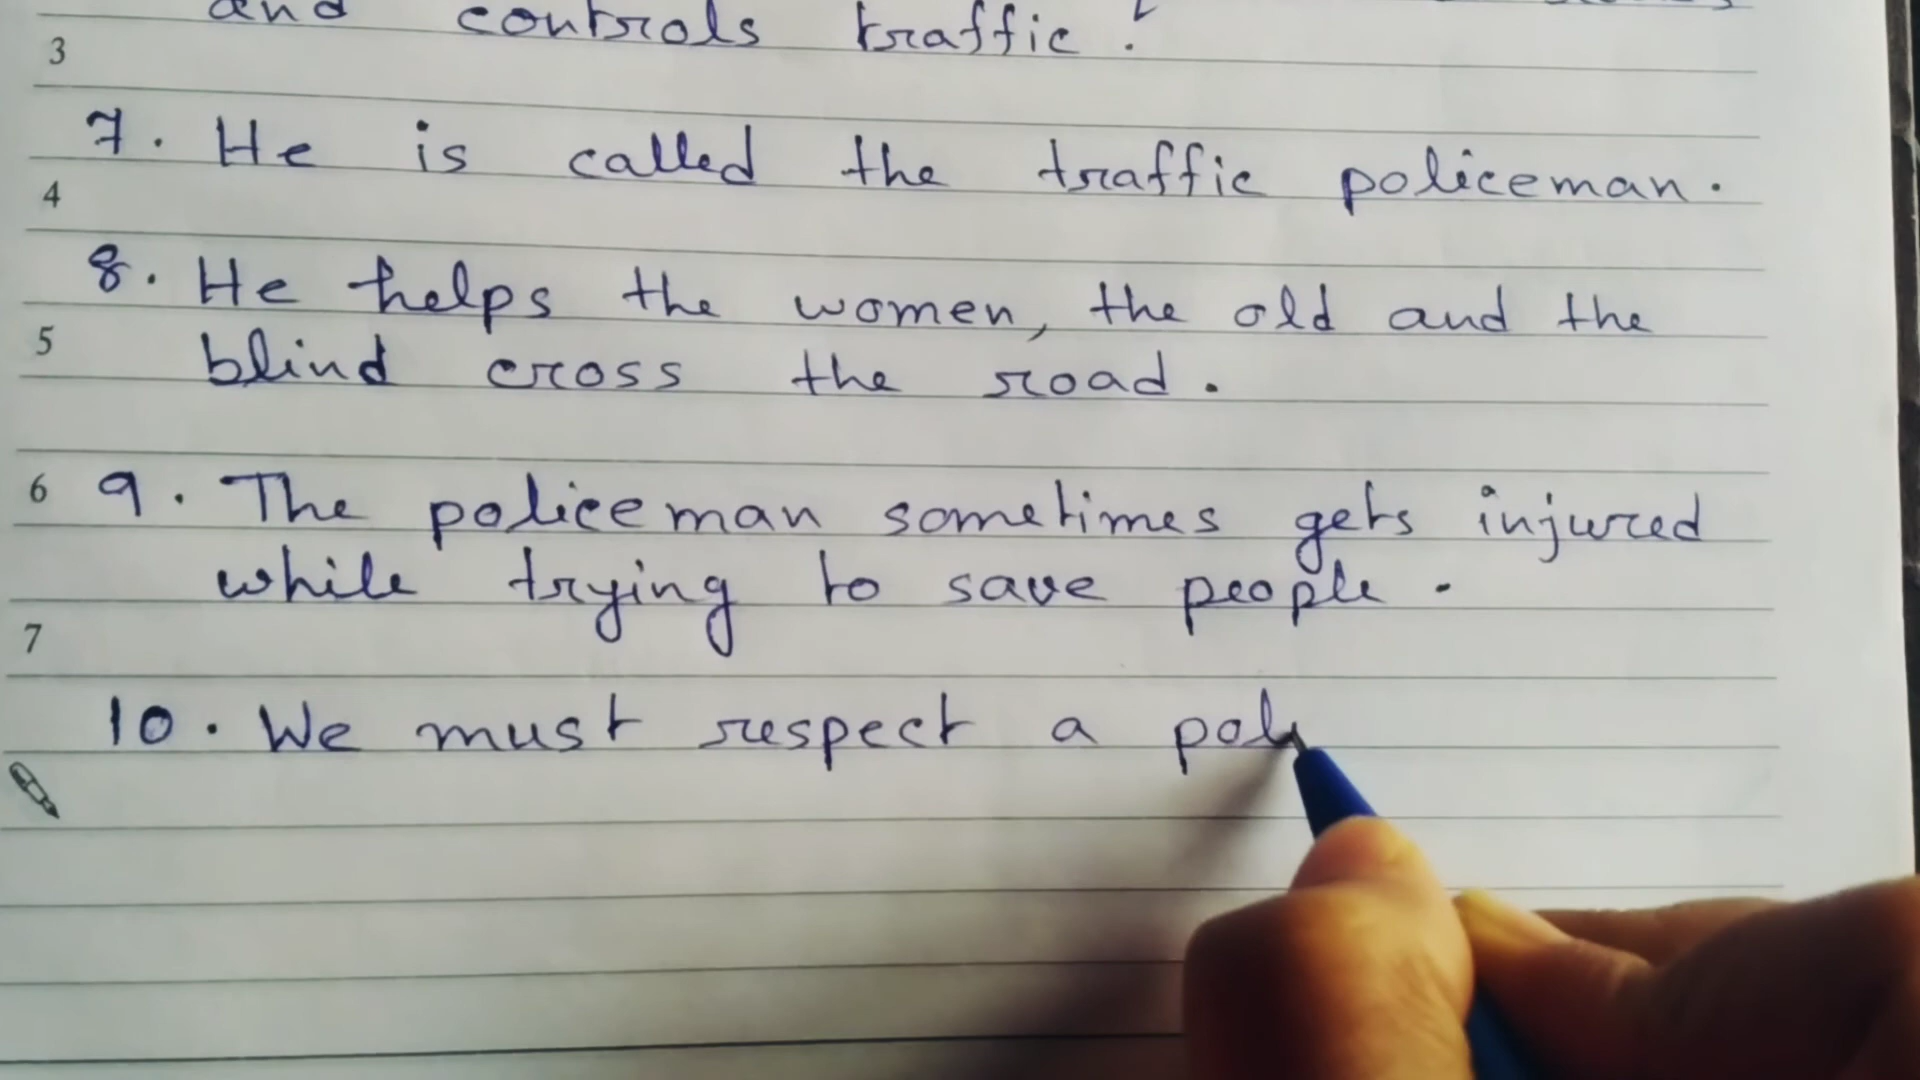 and controls traffic.
3
7. He is called the traffic policeman.
4
8. He helps the women, the old and the
5
blind cross the road.
6
9. The policeman sometimes gets injured
while trying to save people.
7
10. We must respect a pol